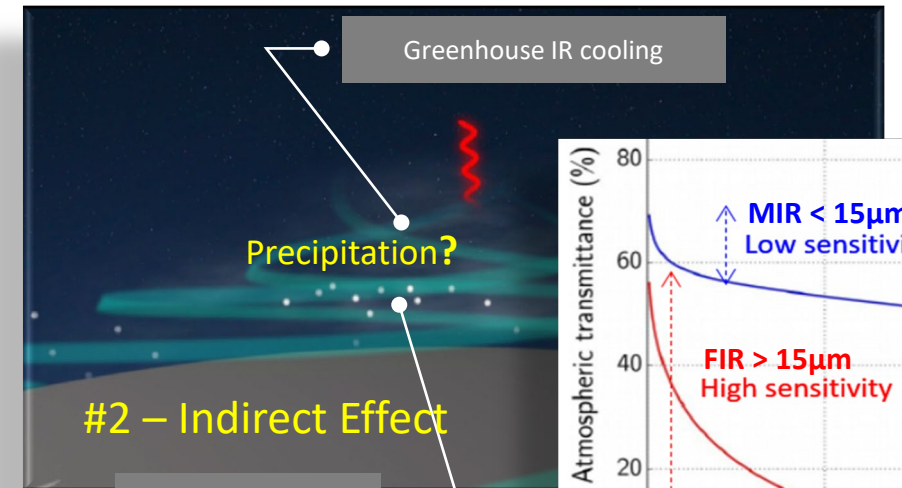 Greenhouse IR cooling
Precipitation?
#2 – Indirect Effect
Atmospheric transmittance (%)
80
60
40
20
MIR < 15µm
Low sensitivi
FIR > 15µm
High sensitivity